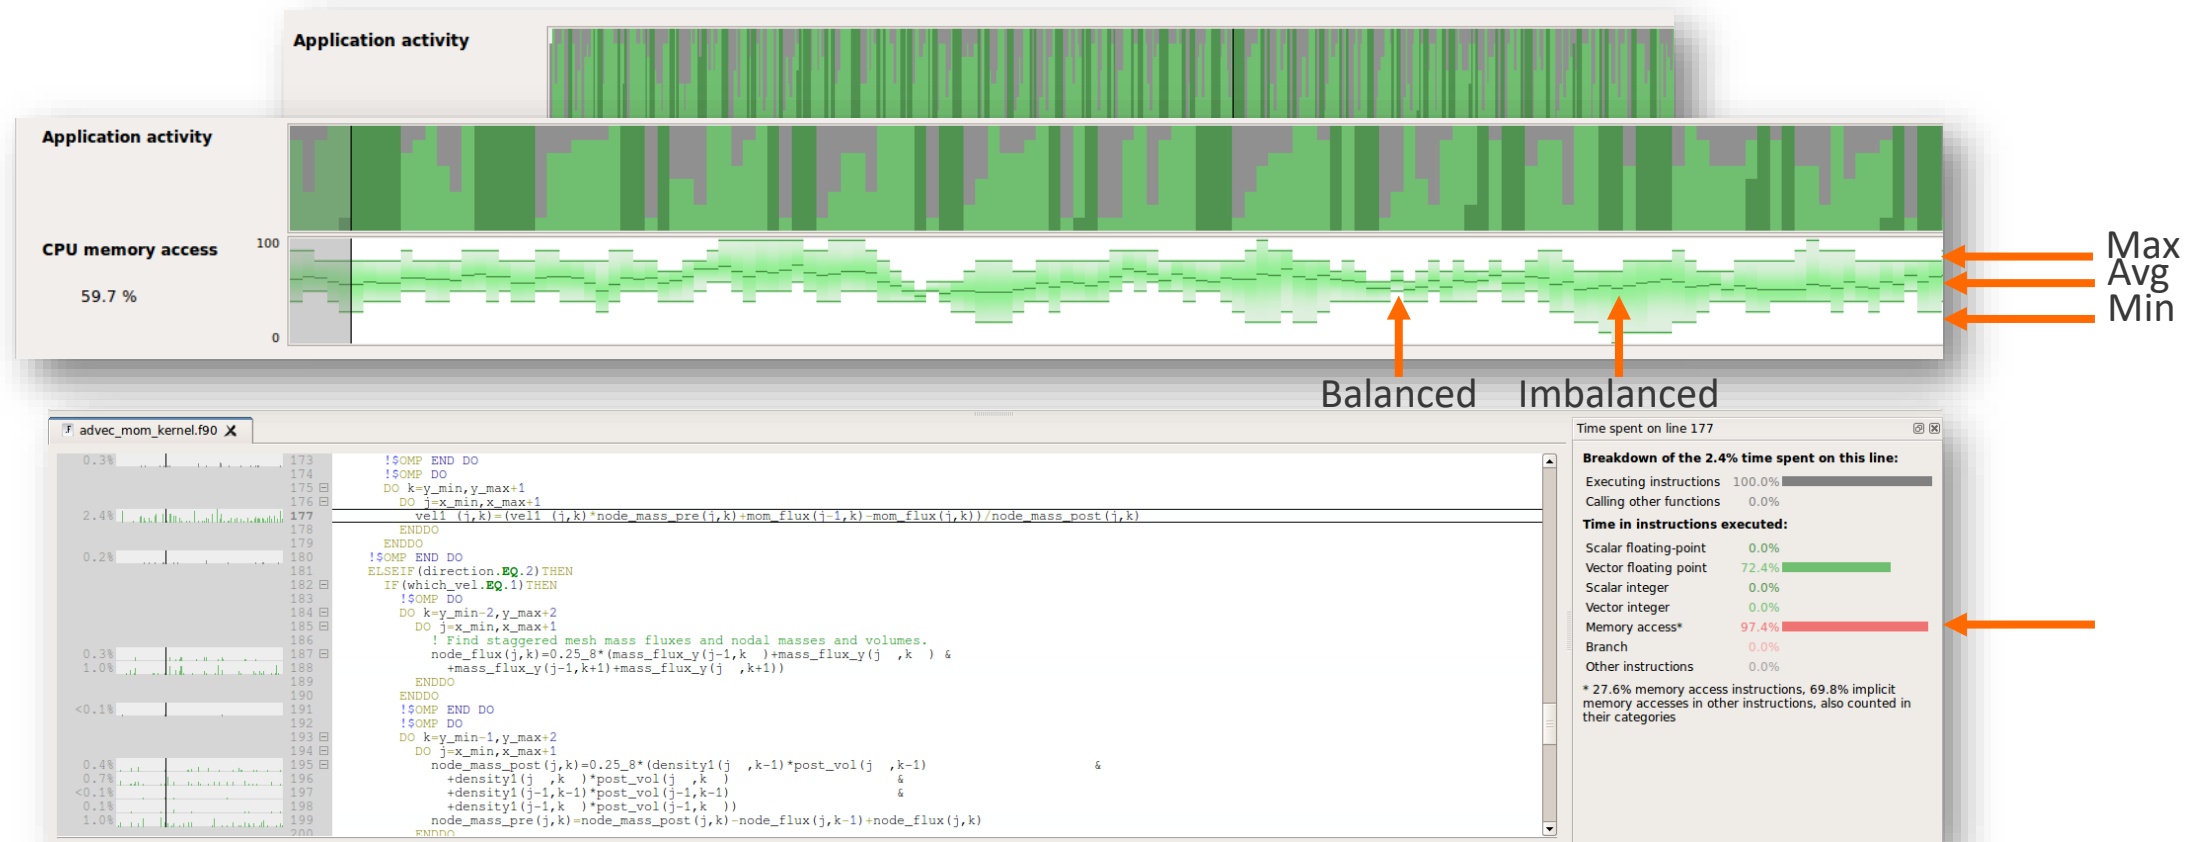 Application activity
Application activity
CPU memory access
100
59.7 %
0
Max
Avg
Min
Balanced
Imbalanced
advec_mom_kernel.f90
0.3% 173 !$OMP END DO
174 !$OMP DO
175 DO k=y_min,y_max+1
176 DO j=x_min,x_max+1
2.4% 177 vel1 (j,k)=(vel1 (j,k)*node_mass_pre(j,k)+mom_flux(j-1,k)-mom_flux(j,k))/node_mass_post(j,k)
178 ENDDO
179 ENDDO
0.2% 180 !$OMP END DO
181 ELSEIF(direction.EQ.2)THEN
182 IF(which_vel.EQ.1)THEN
183 !$OMP DO
184 DO k=y_min-2,y_max+2
185 DO j=x_min,x_max+1
186 ! Find staggered mesh mass fluxes and nodal masses and volumes.
0.3% 187 node_flux(j,k)=0.25_8*(mass_flux_y(j-1,k  )+mass_flux_y(j  ,k  ) &
1.0% 188 +mass_flux_y(j-1,k+1)+mass_flux_y(j  ,k+1))
189 ENDDO
190 ENDDO
<0.1% 191 !$OMP END DO
192 !$OMP DO
193 DO k=y_min-1,y_max+2
194 DO j=x_min,x_max+1
0.4% 195 node_mass_post(j,k)=0.25_8*(density1(j  ,k-1)*post_vol(j  ,k-1) &
0.7% 196 +density1(j  ,k  )*post_vol(j  ,k  ) &
<0.1% 197 +density1(j-1,k-1)*post_vol(j-1,k-1) &
0.1% 198 +density1(j-1,k  )*post_vol(j-1,k  ))
1.0% 199 node_mass_pre(j,k)=node_mass_post(j,k)-node_flux(j,k-1)+node_flux(j,k)
200 ENDDO
Time spent on line 177
Breakdown of the 2.4% time spent on this line:
Executing instructions 100.0%
Calling other functions 0.0%
Time in instructions executed:
Scalar floating-point 0.0%
Vector floating point 72.4%
Scalar integer 0.0%
Vector integer 0.0%
Memory access* 97.4%
Branch 0.0%
Other instructions 0.0%
* 27.6% memory access instructions, 69.8% implicit
memory accesses in other instructions, also counted in
their categories